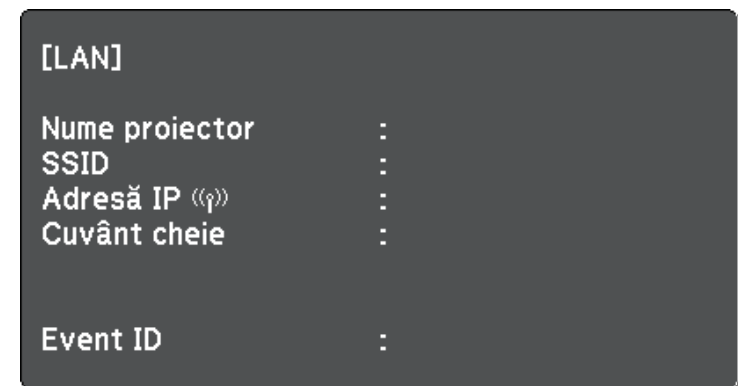 [LAN]
Nume proiector :
SSID :
Adresă IP :
Cuvânt cheie :
Event ID :